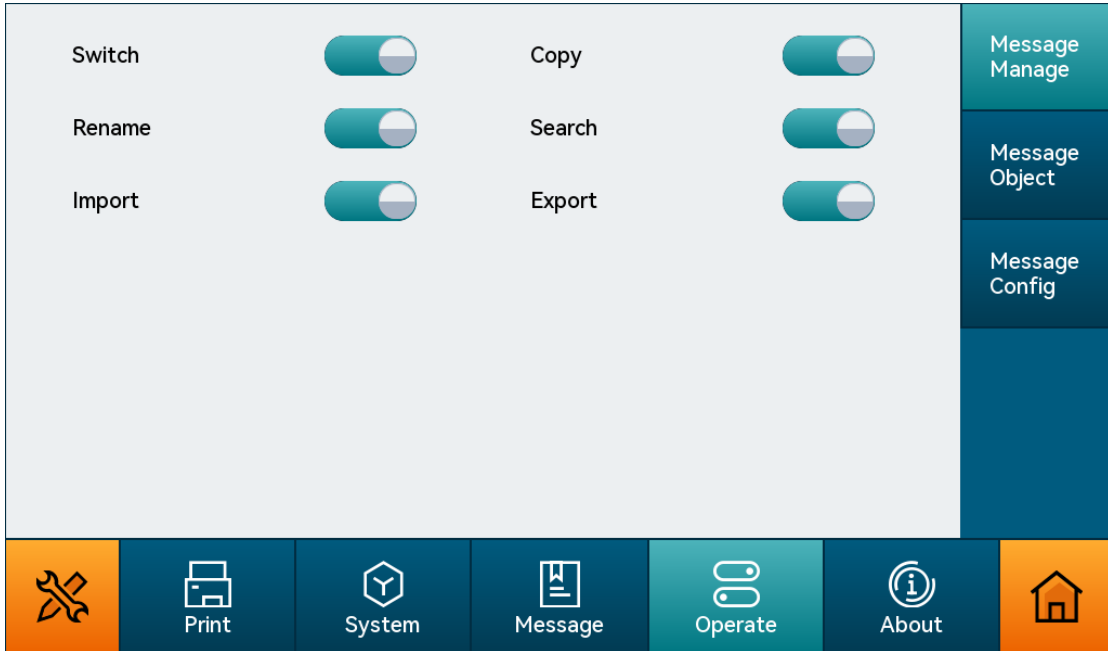 Switch
Copy
Rename
Search
Import
Export
Message
Manage
Message
Object
Message
Config
Print
System
Message
Operate
About